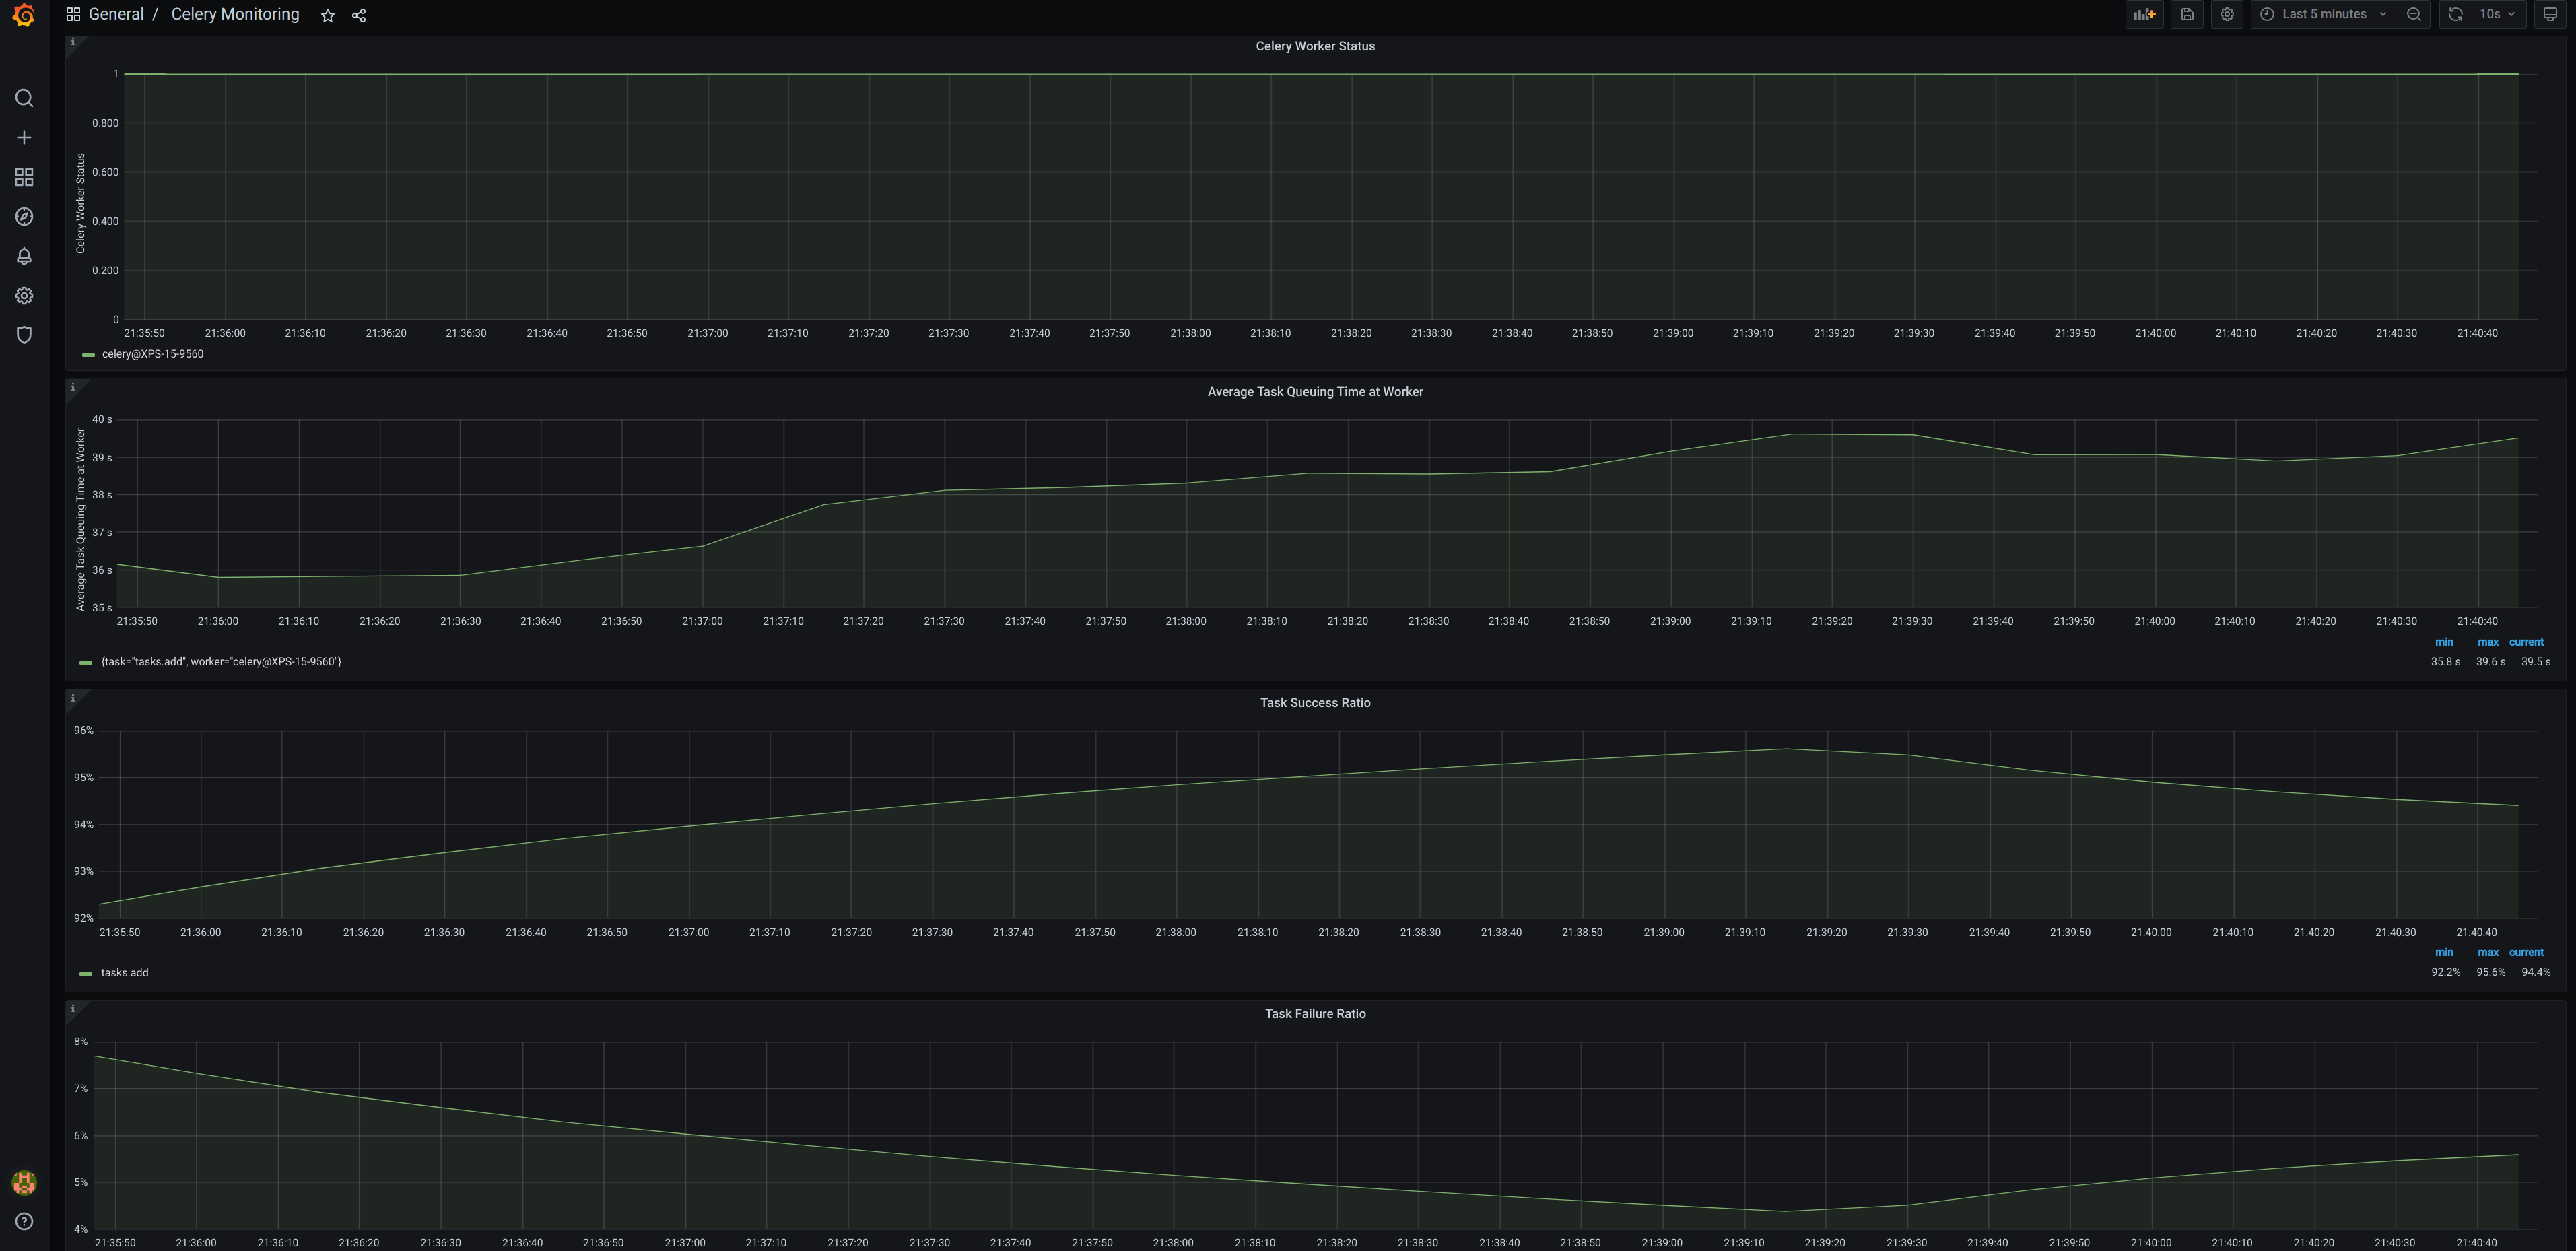 General / Celery Monitoring
Last 5 minutes
10s
Celery Worker Status
Celery Worker Status
1
0.800
0.600
0.400
0.200
0
21:35:50 21:36:00 21:36:10 21:36:20 21:36:30 21:36:40 21:36:50 21:37:00 21:37:10 21:37:20 21:37:30 21:37:40 21:37:50 21:38:00 21:38:10 21:38:20 21:38:30 21:38:40 21:38:50 21:39:00 21:39:10 21:39:20 21:39:30 21:39:40 21:39:50 21:40:00 21:40:10 21:40:20 21:40:30 21:40:40
celery@XPS-15-9560
Average Task Queuing Time at Worker
Average Task Queuing Time at Worker
40 s
39 s
38 s
37 s
36 s
35 s
21:35:50 21:36:00 21:36:10 21:36:20 21:36:30 21:36:40 21:36:50 21:37:00 21:37:10 21:37:20 21:37:30 21:37:40 21:37:50 21:38:00 21:38:10 21:38:20 21:38:30 21:38:40 21:38:50 21:39:00 21:39:10 21:39:20 21:39:30 21:39:40 21:39:50 21:40:00 21:40:10 21:40:20 21:40:30 21:40:40
min max current
{task="tasks.add", worker="celery@XPS-15-9560"} 35.8 s 39.6 s 39.5 s
Task Success Ratio
96%
95%
94%
93%
92%
21:35:50 21:36:00 21:36:10 21:36:20 21:36:30 21:36:40 21:36:50 21:37:00 21:37:10 21:37:20 21:37:30 21:37:40 21:37:50 21:38:00 21:38:10 21:38:20 21:38:30 21:38:40 21:38:50 21:39:00 21:39:10 21:39:20 21:39:30 21:39:40 21:39:50 21:40:00 21:40:10 21:40:20 21:40:30 21:40:40
min max current
tasks.add 92.2% 95.6% 94.4%
Task Failure Ratio
8%
7%
6%
5%
4%
21:35:50 21:36:00 21:36:10 21:36:20 21:36:30 21:36:40 21:36:50 21:37:00 21:37:10 21:37:20 21:37:30 21:37:40 21:37:50 21:38:00 21:38:10 21:38:20 21:38:30 21:38:40 21:38:50 21:39:00 21:39:10 21:39:20 21:39:30 21:39:40 21:39:50 21:40:00 21:40:10 21:40:20 21:40:30 21:40:40